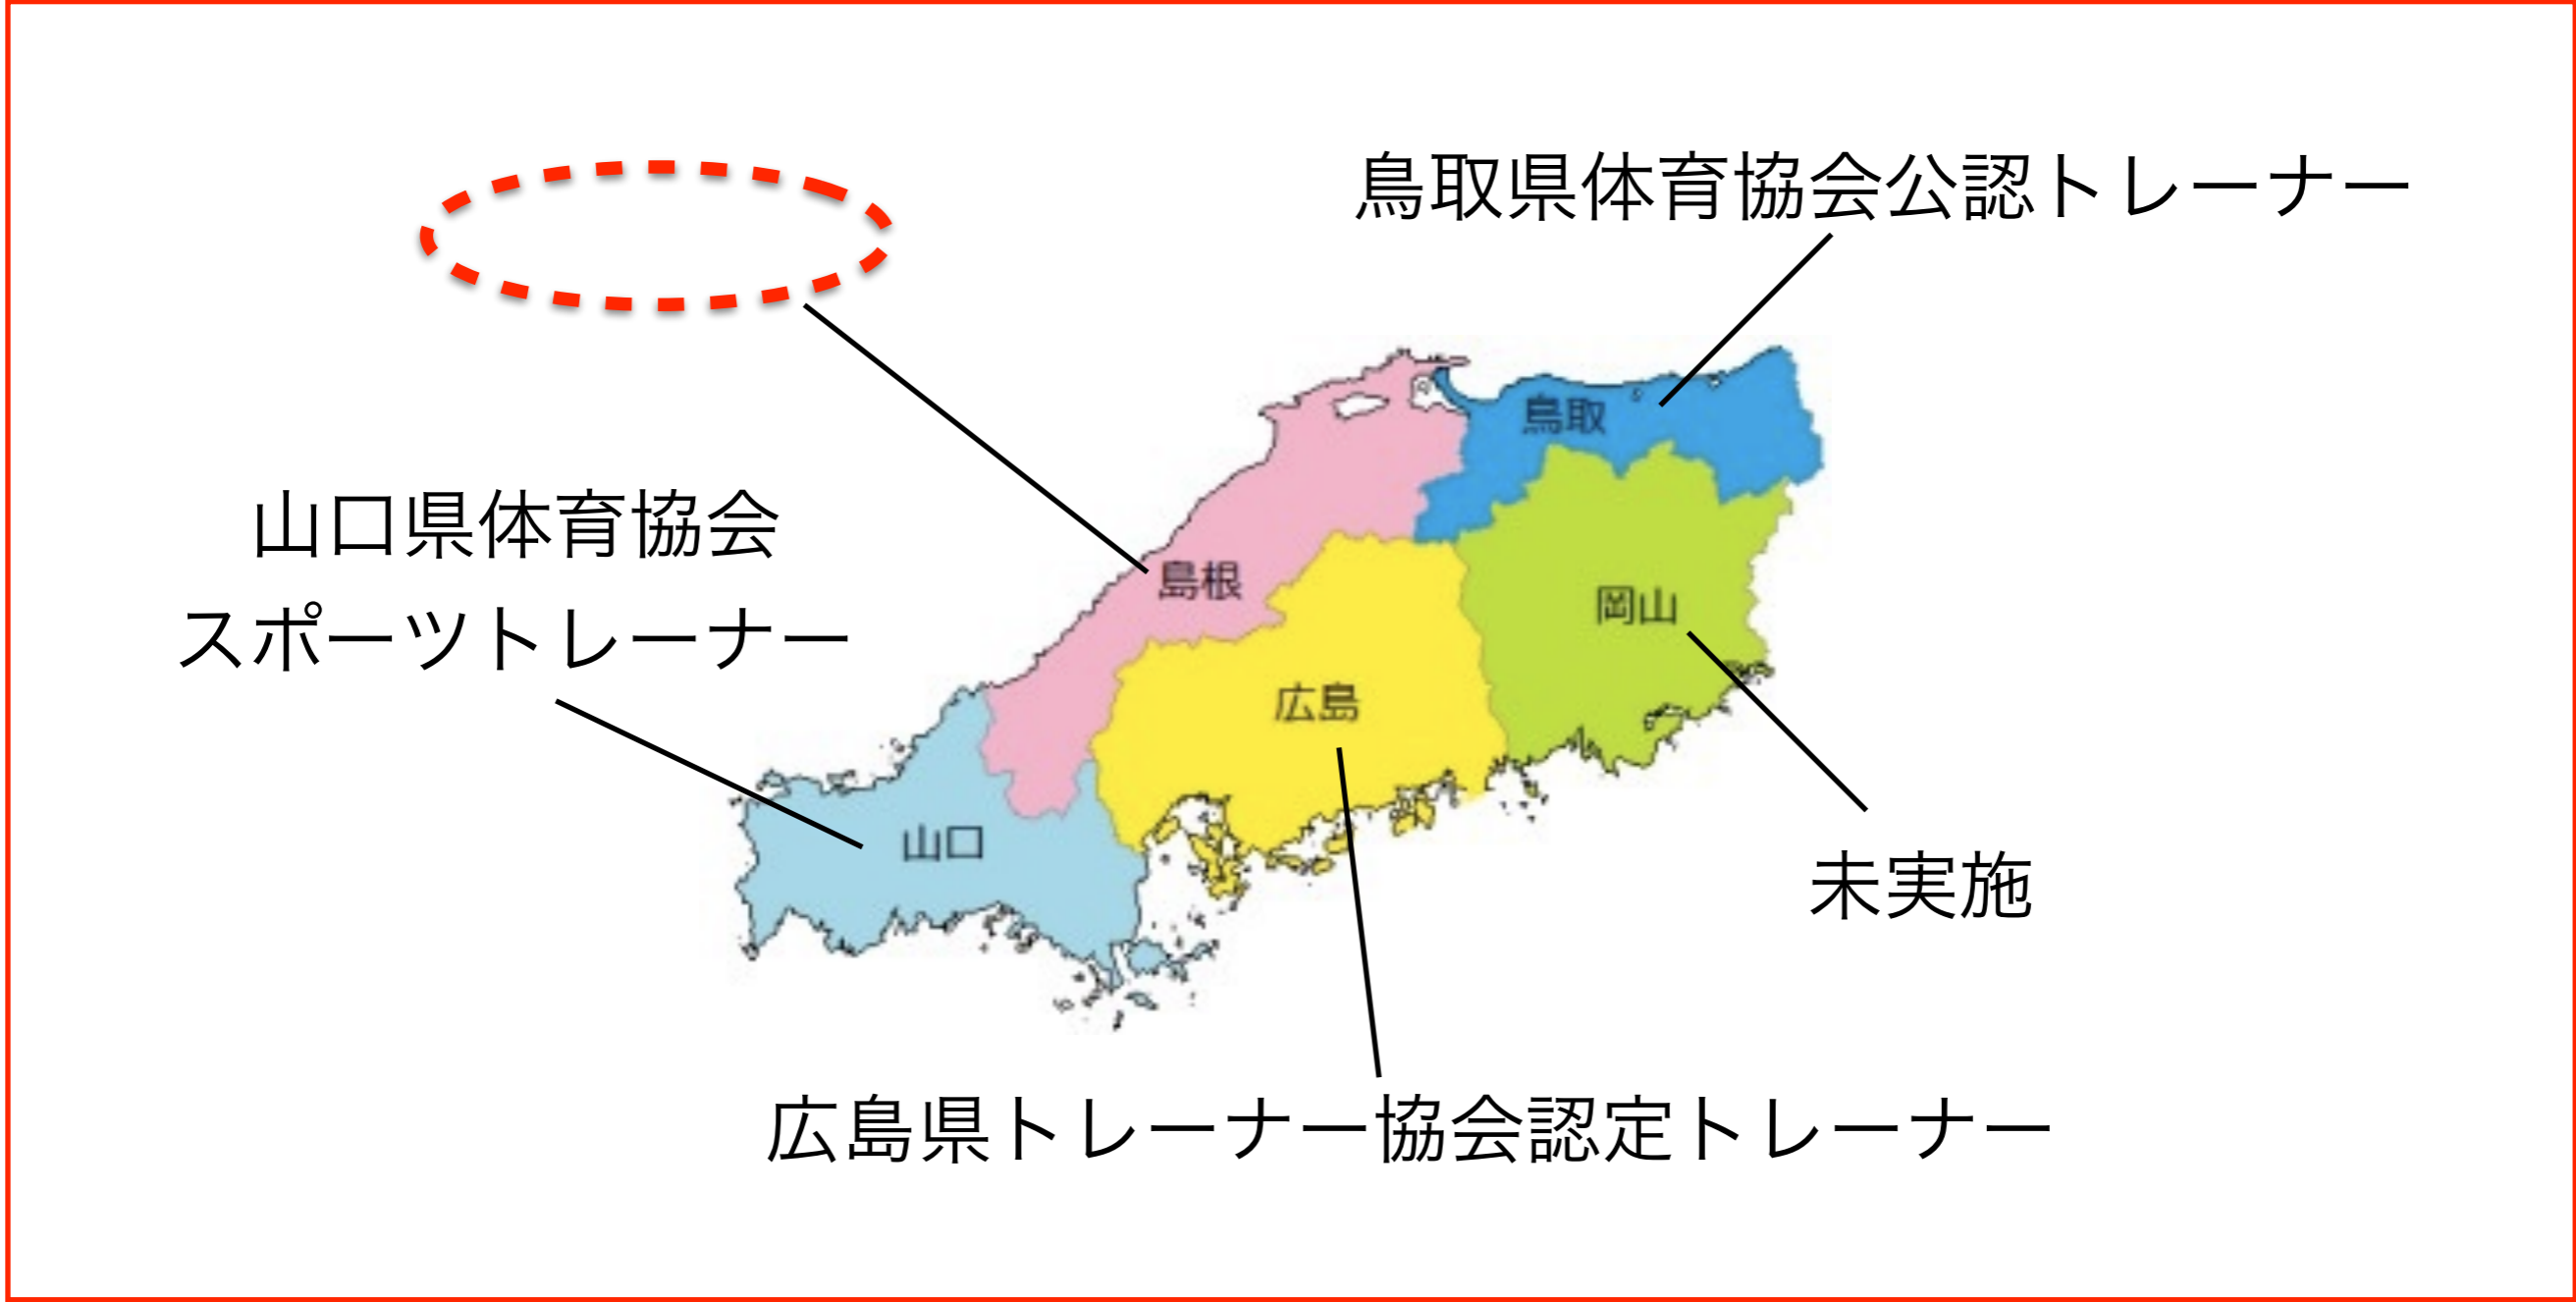 鳥取県体育協会公認トレーナー
山口県体育協会
スポーツトレーナー
鳥取
島根
岡山
広島
山口
未実施
広島県トレーナー協会認定トレーナー